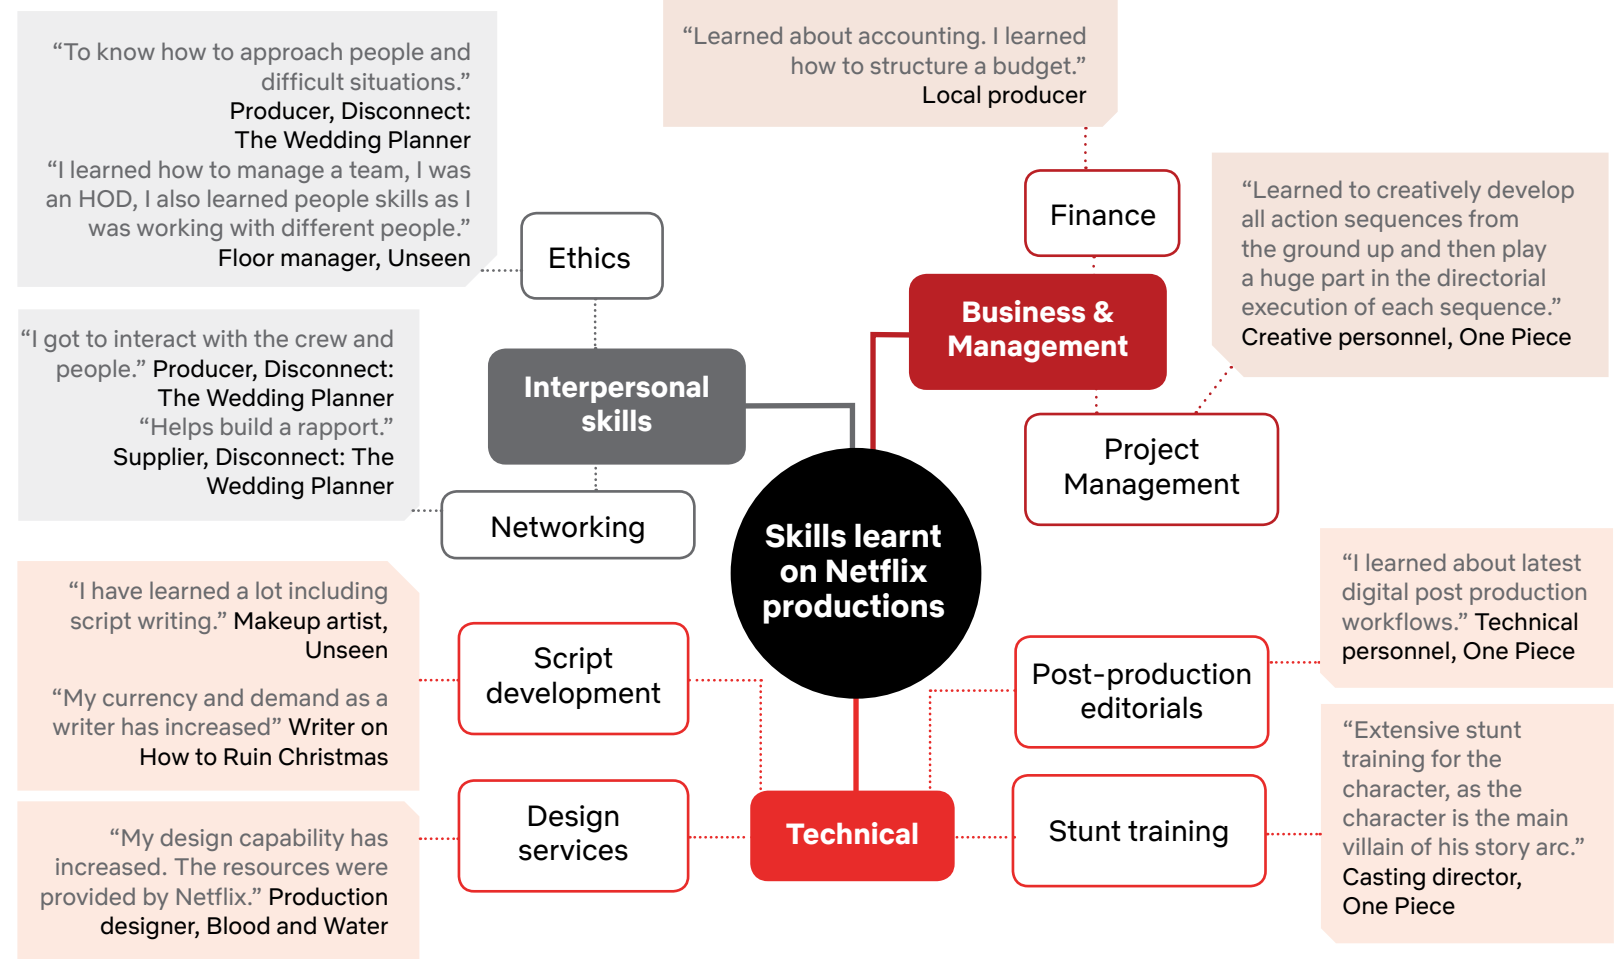 “To know how to approach people and
difficult situations.”
Producer, Disconnect:
The Wedding Planner
“I learned how to manage a team, I was
an HOD, I also learned people skills as I
was working with different people.”
Floor manager, Unseen
Ethics
“I got to interact with the crew and
people.” Producer, Disconnect:
The Wedding Planner
“Helps build a rapport.”
Supplier, Disconnect: The
Wedding Planner
Interpersonal
skills
Networking
“Learned about accounting. I learned
how to structure a budget.”
Local producer
Finance
Business &
Management
“Learned to creatively develop
all action sequences from
the ground up and then play
a huge part in the directorial
execution of each sequence.”
Creative personnel, One Piece
Project
Management
Skills learnt
on Netflix
productions
“I have learned a lot including
script writing.” Makeup artist,
Unseen
“My currency and demand as a
writer has increased” Writer on
How to Ruin Christmas
Script
development
“My design capability has
increased. The resources were
provided by Netflix.” Production
designer, Blood and Water
Design
services
Technical
Post-production
editorials
“I learned about latest
digital post production
workflows.” Technical
personnel, One Piece
Stunt training
“Extensive stunt
training for the
character, as the
character is the main
villain of his story arc.”
Casting director,
One Piece